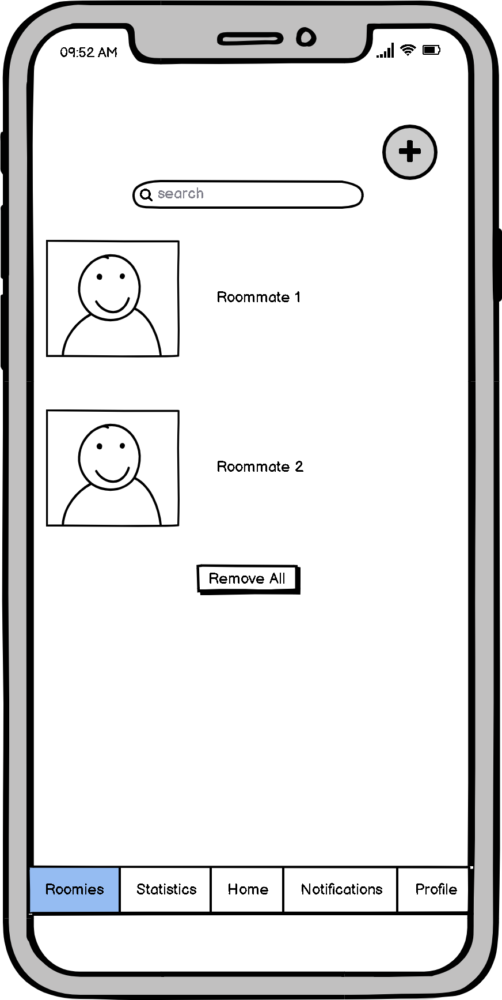 09:52 AM
search
Roommate 1
Roommate 2
Remove All
Roomies Statistics Home Notifications Profile